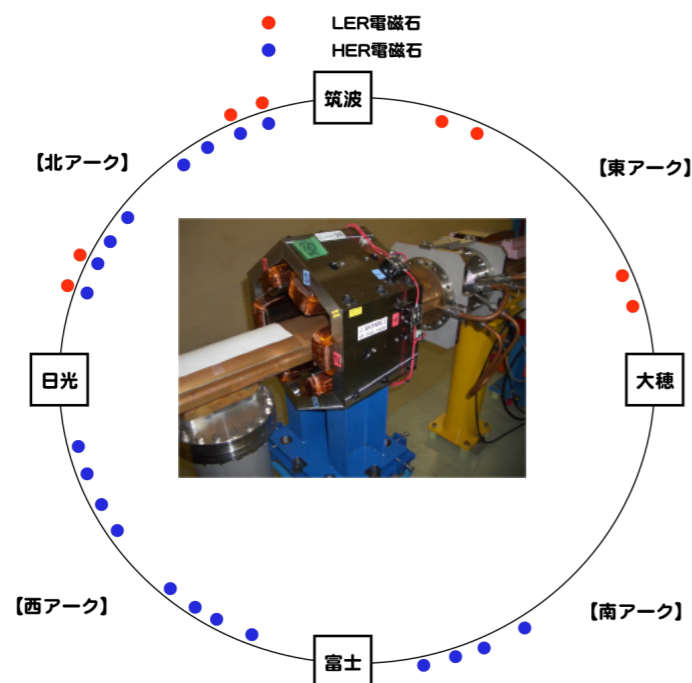 LER電磁石
HER電磁石
筑波
【北アーク】
【東アーク】
日光
大穂
【西アーク】
【南アーク】
富士